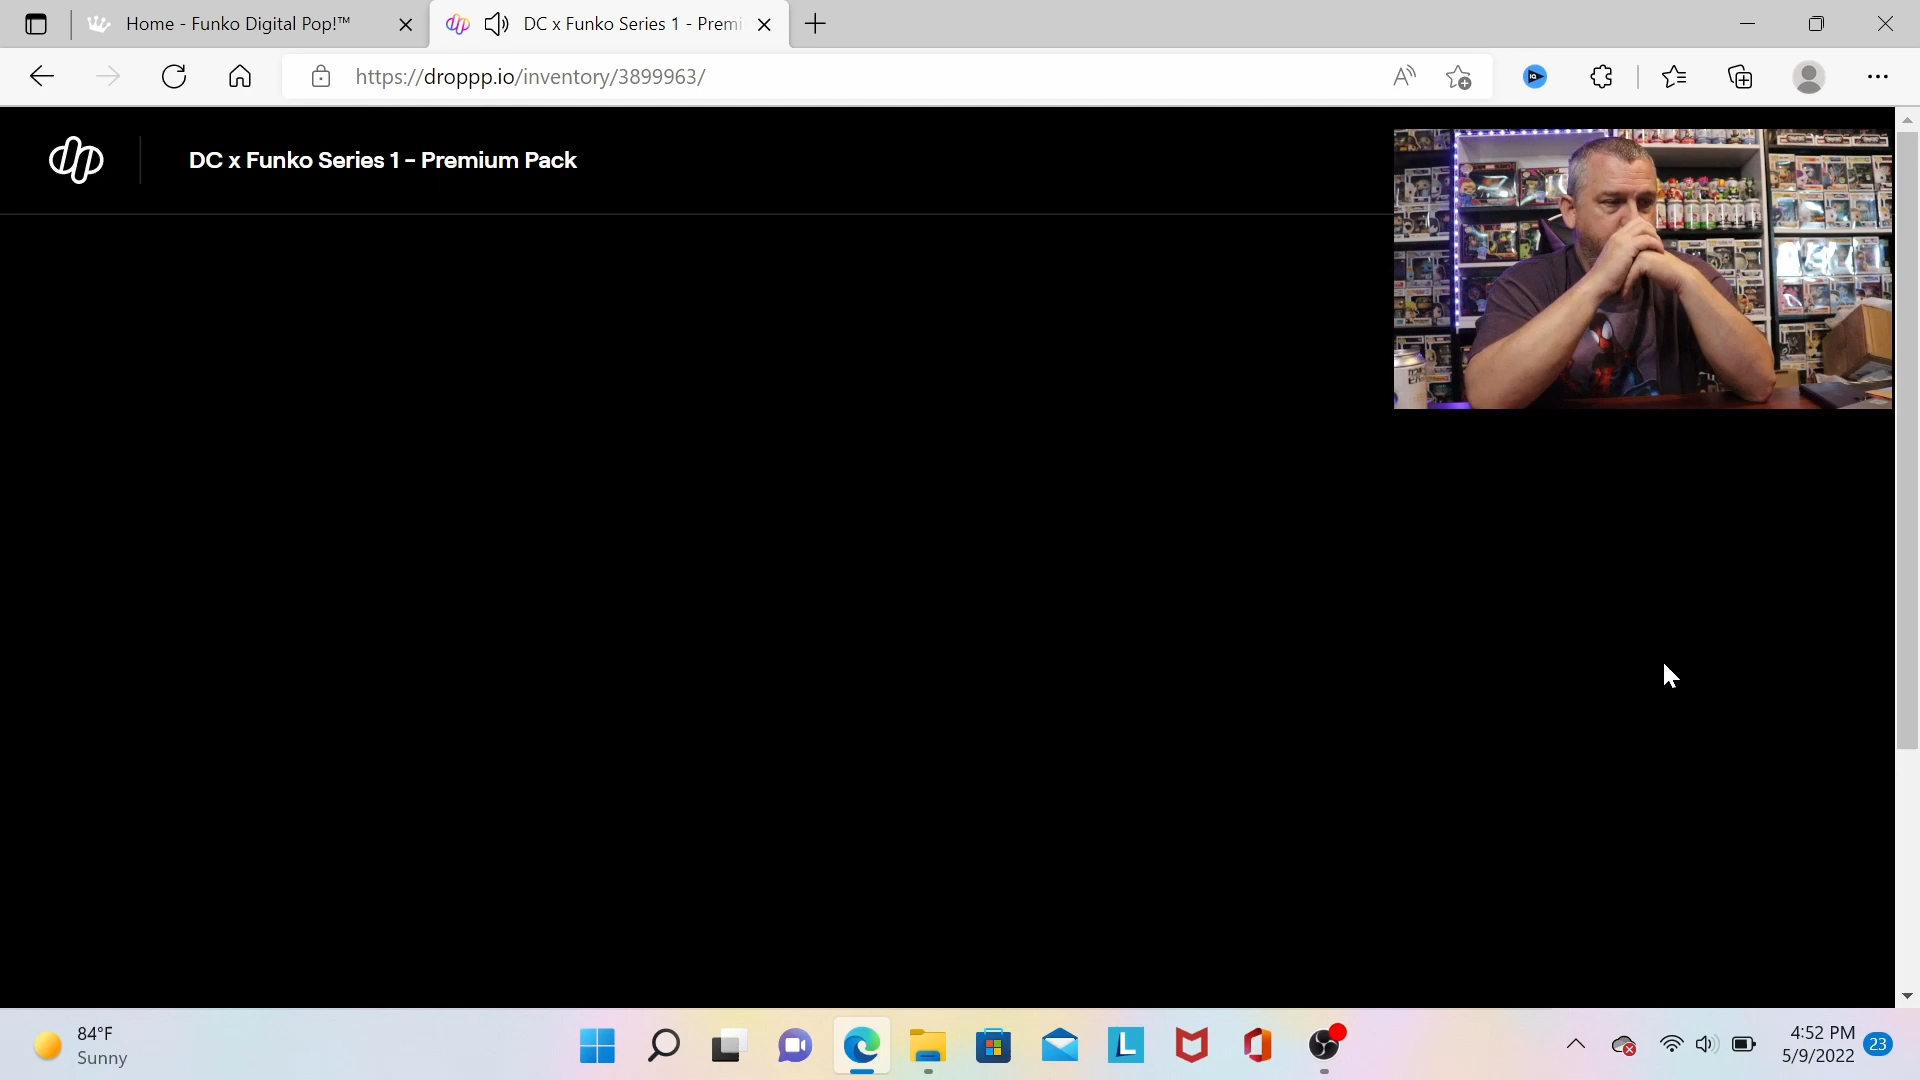 Home - Funko Digital Pop!™
DC x Funko Series 1 - Premi
https://droppp.io/inventory/3899963/
DC x Funko Series 1 - Premium Pack
84°F
Sunny
4:52 PM
5/9/2022
23